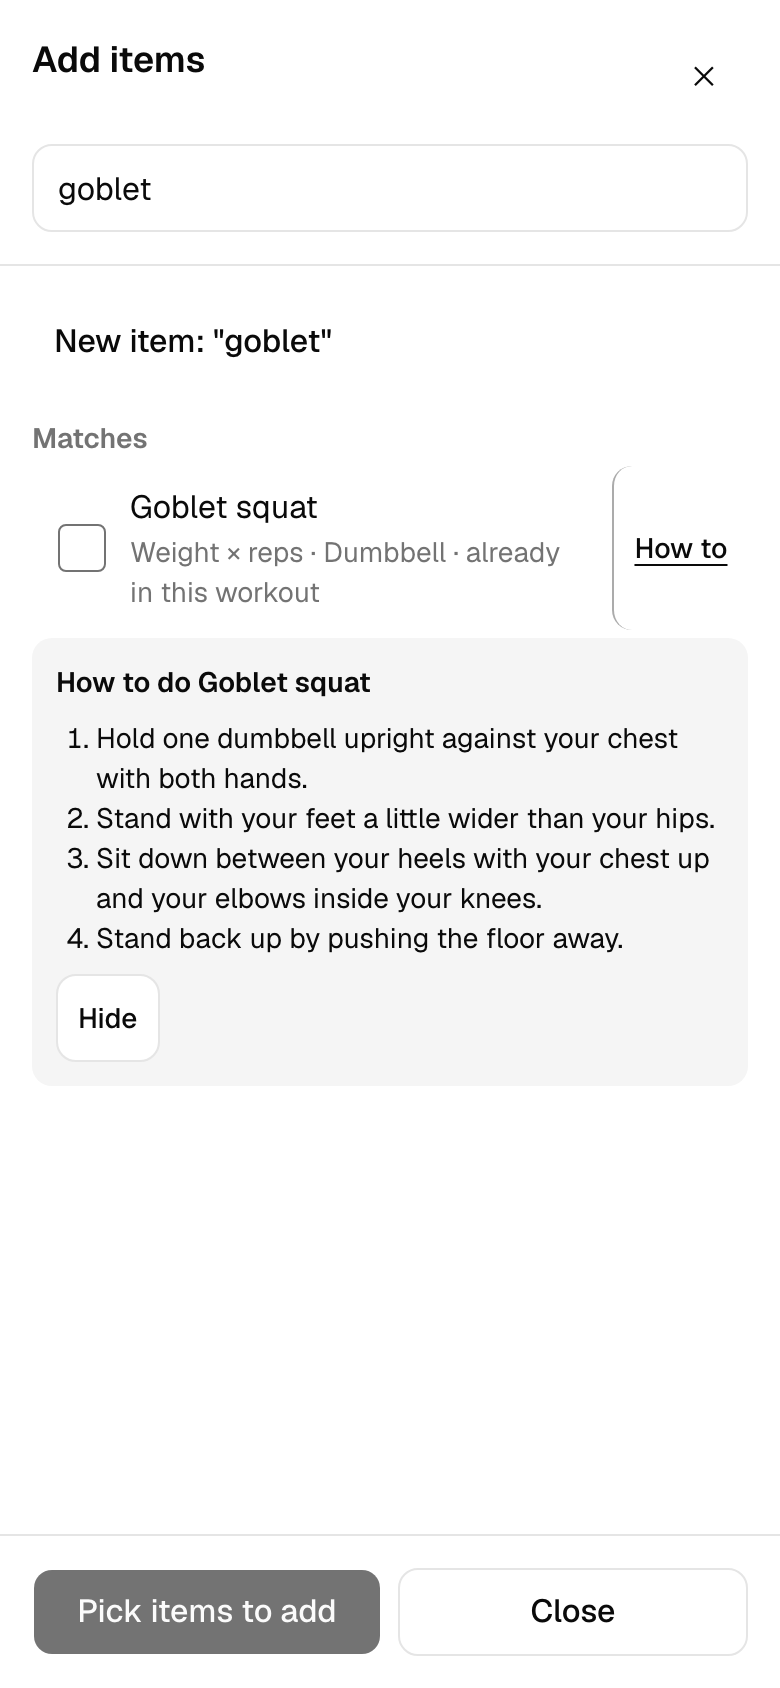 Add items
goblet
New item: "goblet"
Matches
Goblet squat
Weight × reps · Dumbbell · already
in this workout
How to
How to do Goblet squat
1. Hold one dumbbell upright against your chest
with both hands.
2. Stand with your feet a little wider than your hips.
3. Sit down between your heels with your chest up
and your elbows inside your knees.
4. Stand back up by pushing the floor away.
Hide
Pick items to add
Close